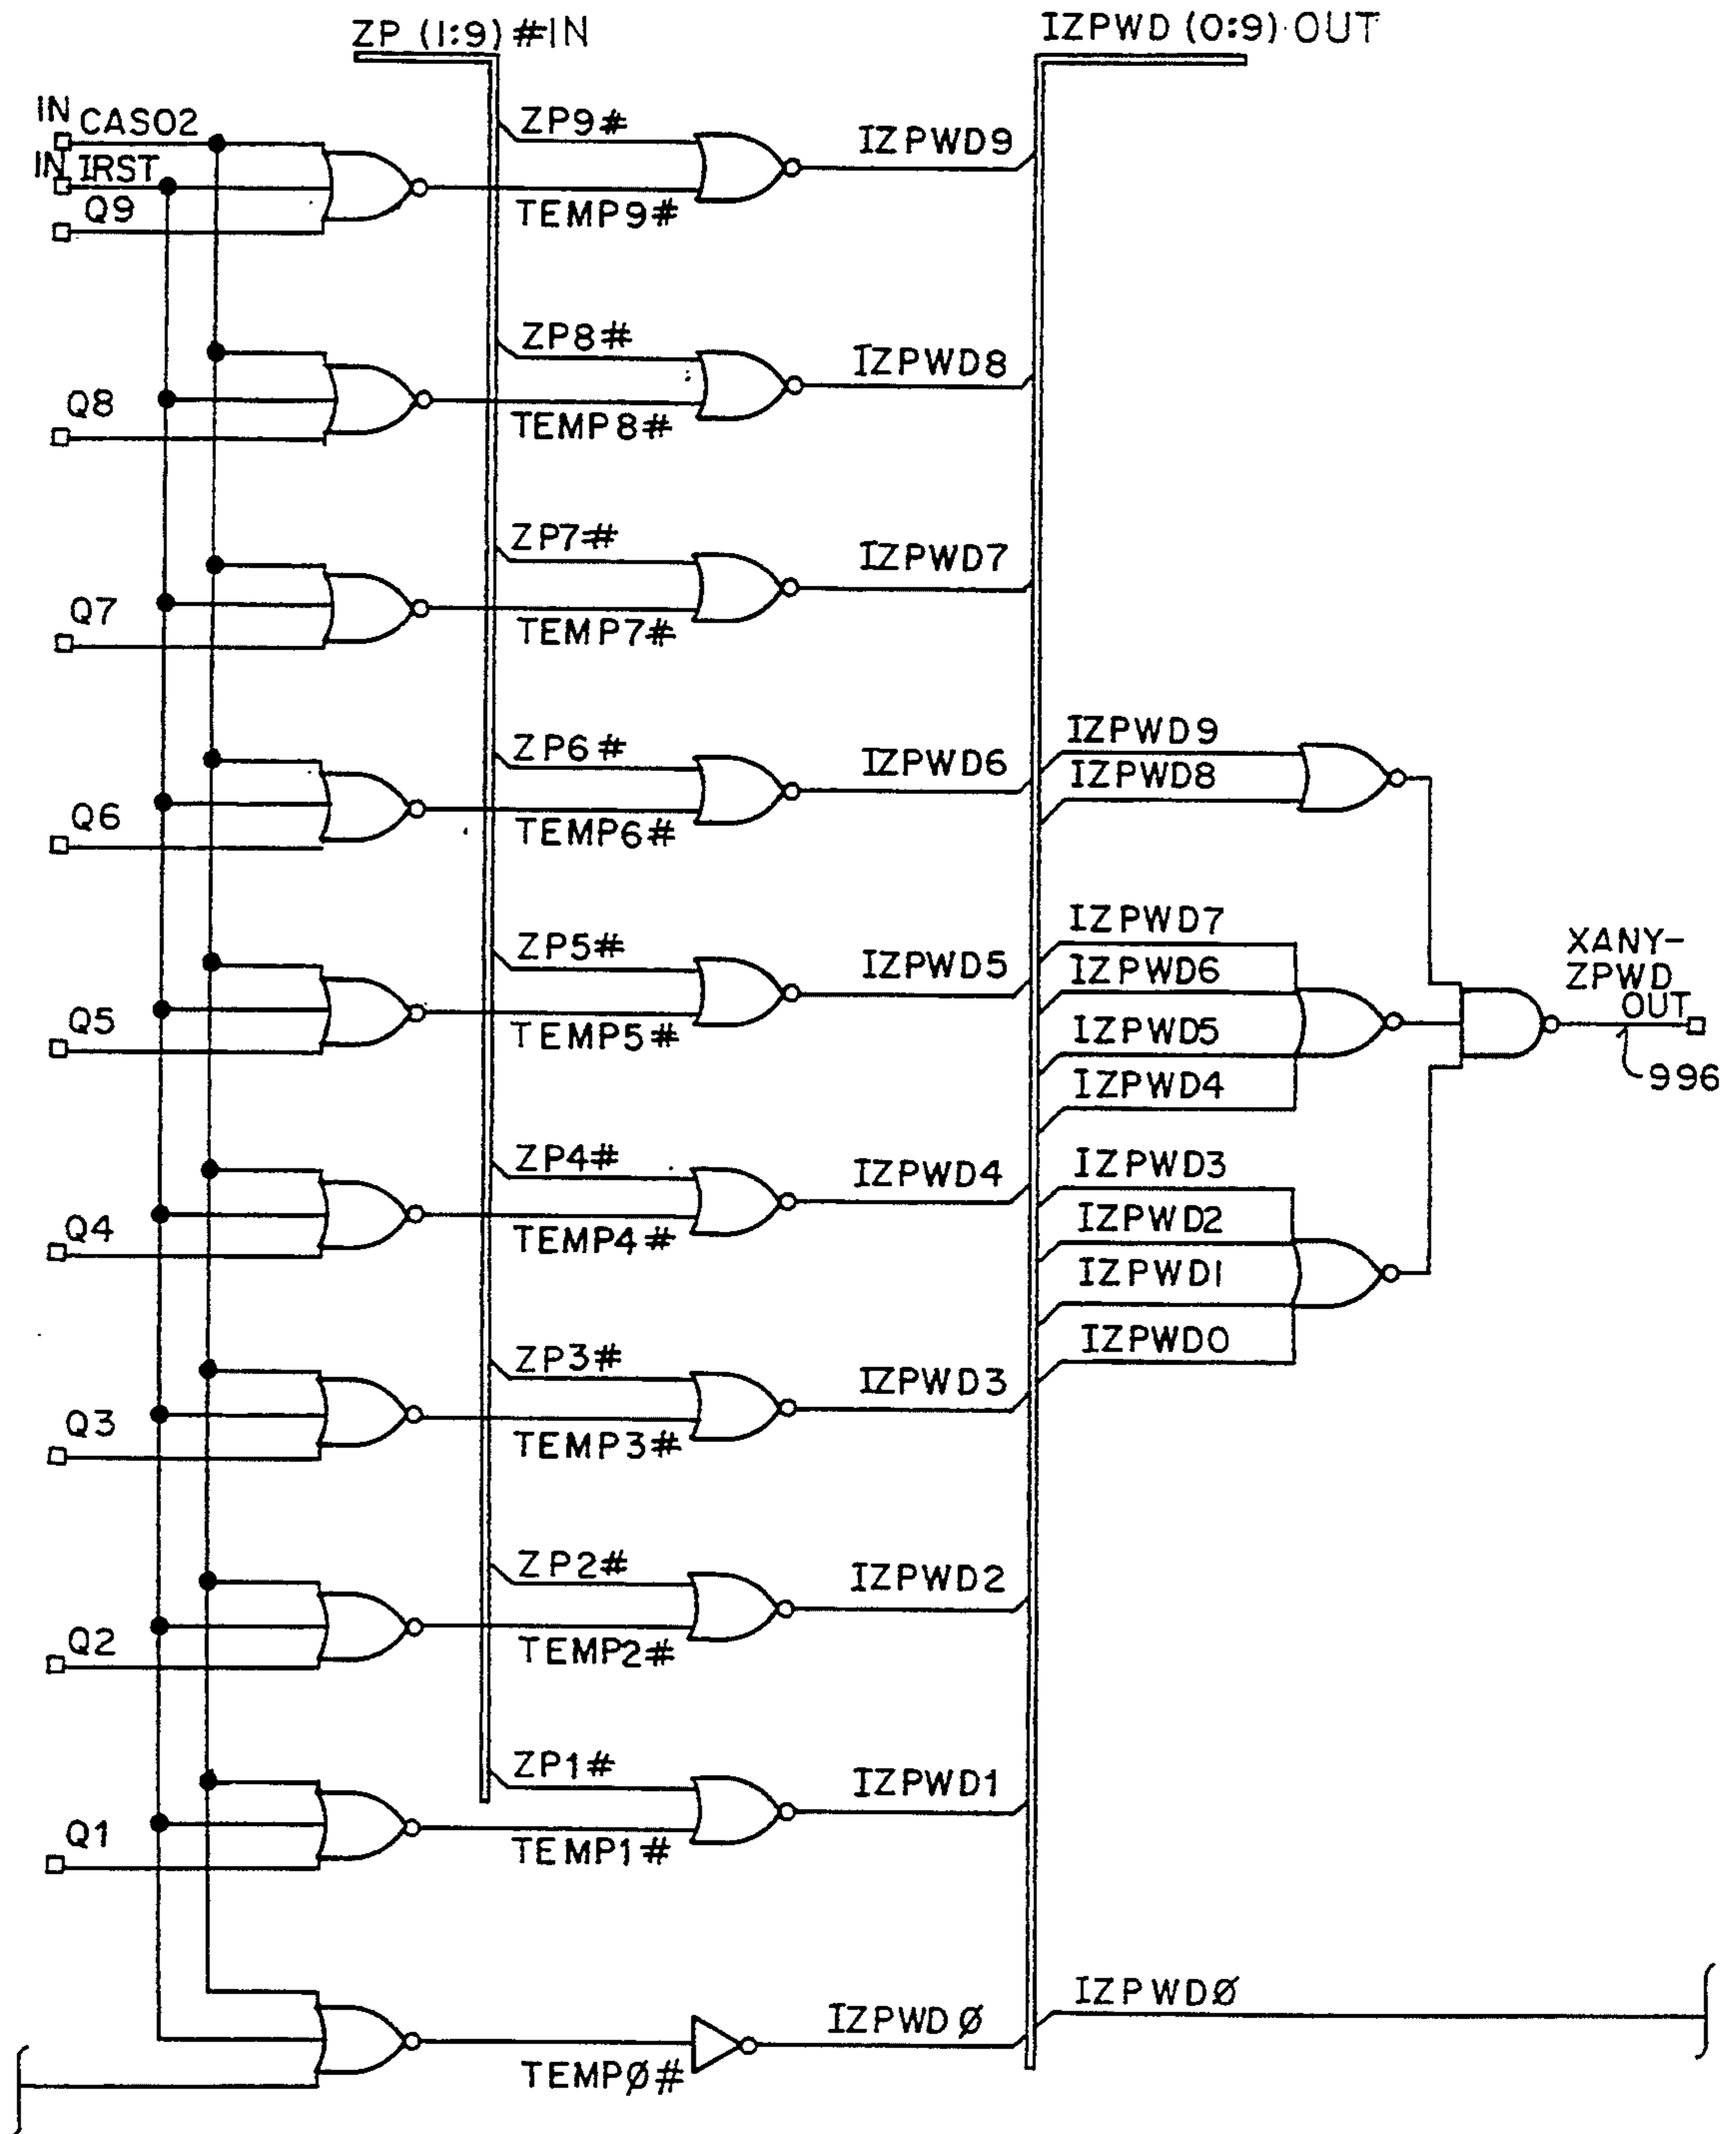 ZP (1:9)#IN
IZPWD (0:9) OUT
IN CASO2
IN IRST
Q9
ZP9#
TEMP9#
IZPWD9
Q8
ZP8#
TEMP8#
IZPWD8
Q7
ZP7#
TEMP7#
IZPWD7
Q6
ZP6#
TEMP6#
IZPWD6
IZPWD9
IZPWD8
Q5
ZP5#
TEMP5#
IZPWD5
IZPWD7
IZPWD6
IZPWD5
IZPWD4
XANY-
ZPWD
OUT
996
Q4
ZP4#
TEMP4#
IZPWD4
IZPWD3
IZPWD2
IZPWD1
IZPWD0
Q3
ZP3#
TEMP3#
IZPWD3
Q2
ZP2#
TEMP2#
IZPWD2
Q1
ZP1#
TEMP1#
IZPWD1
TEMPØ#
IZPWDØ
IZPWDØ